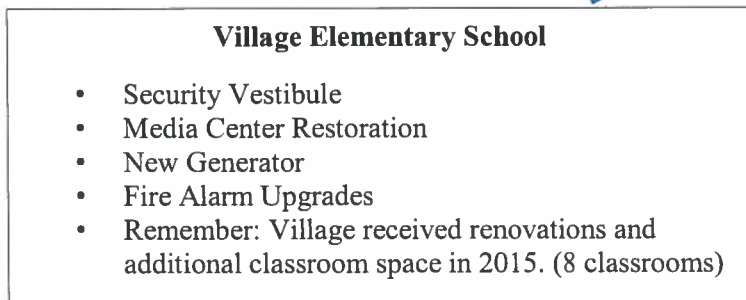 Village Elementary School
• Security Vestibule
• Media Center Restoration
• New Generator
• Fire Alarm Upgrades
• Remember: Village received renovations and
additional classroom space in 2015. (8 classrooms)